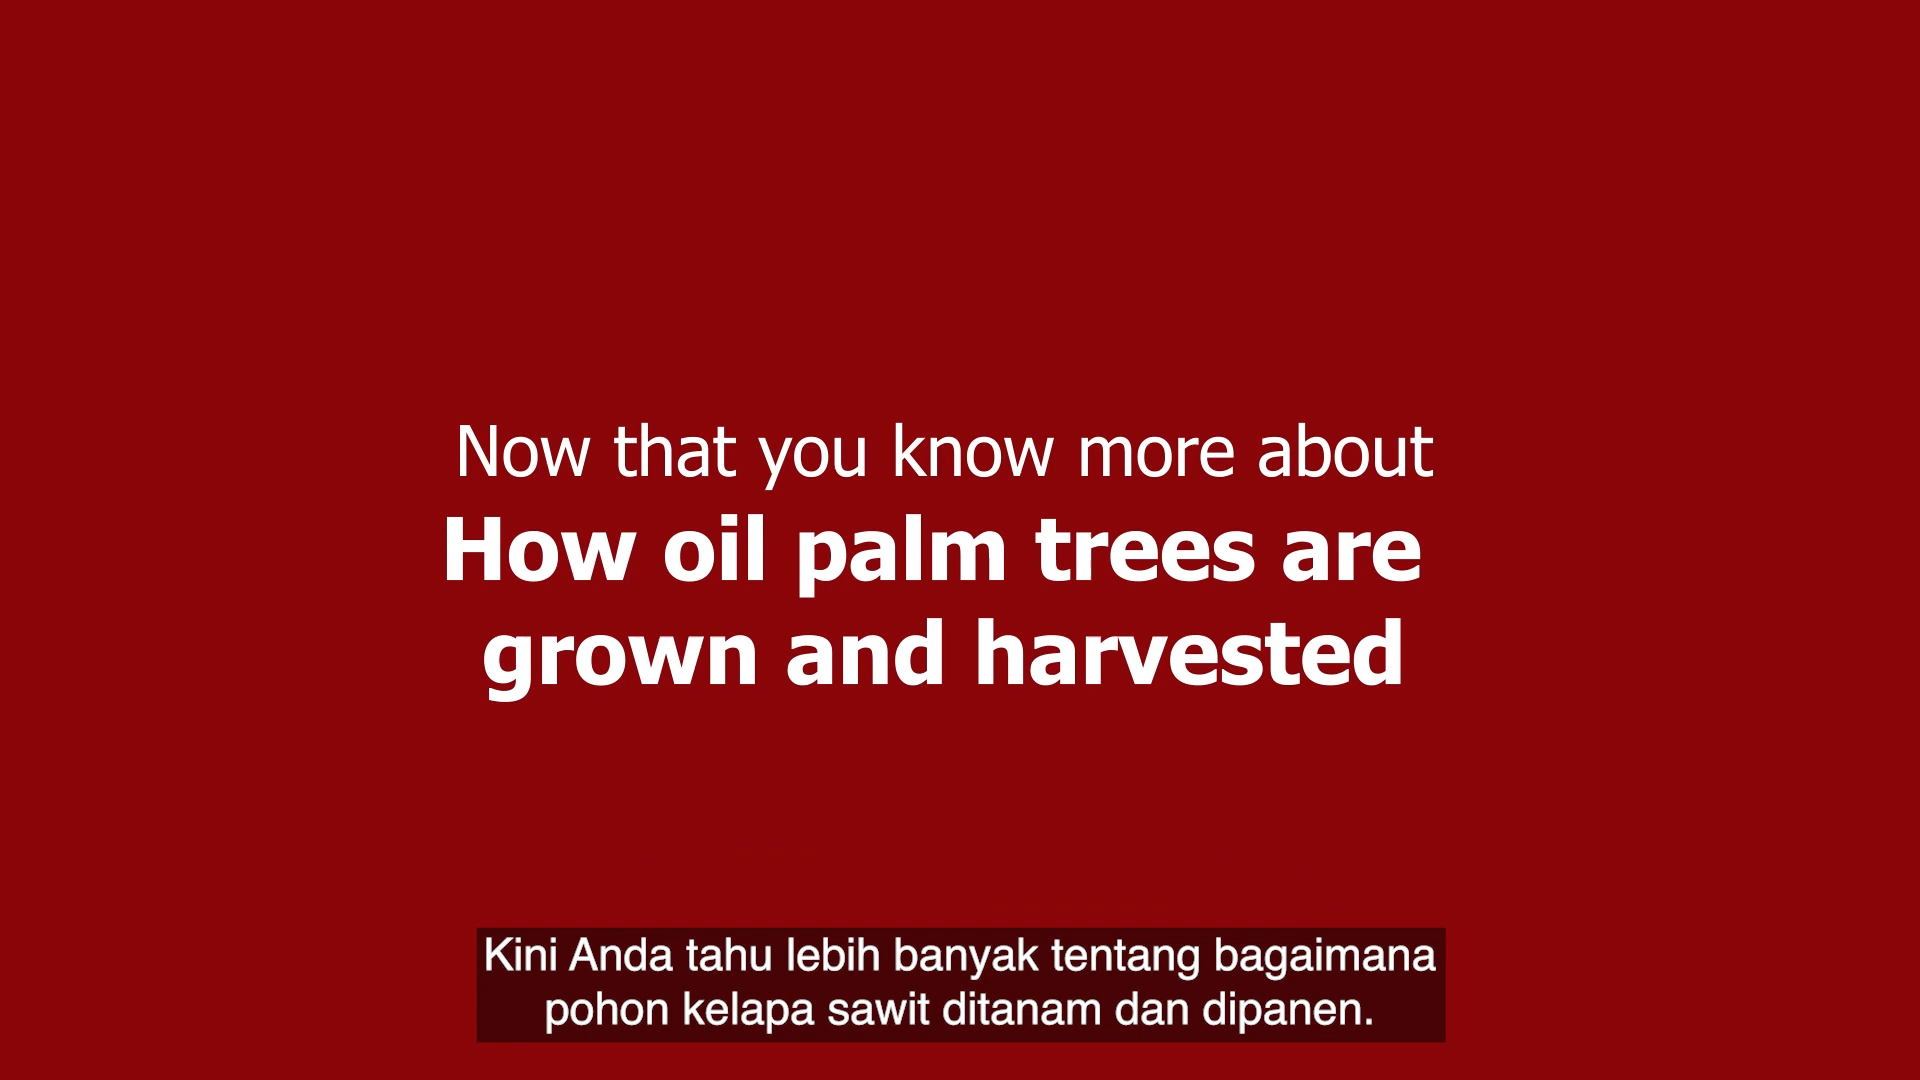 Now that you know more about
How oil palm trees are
grown and harvested
Kini Anda tahu lebih banyak tentang bagaimana
pohon kelapa sawit ditanam dan dipanen.